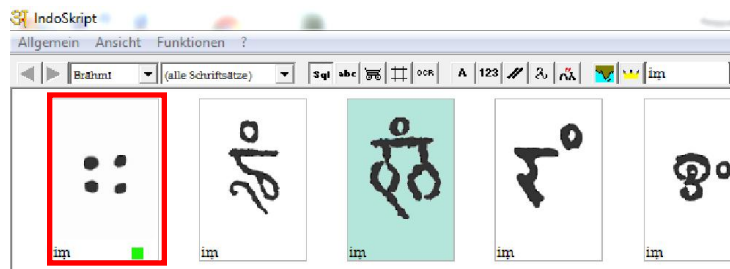 IndoSkript
Allgemein Ansicht Funktionen ?
Brāhmī (alle Schriftsätze) Sql abc OCR A 123 iṃ
iṃ iṃ iṃ iṃ iṃ